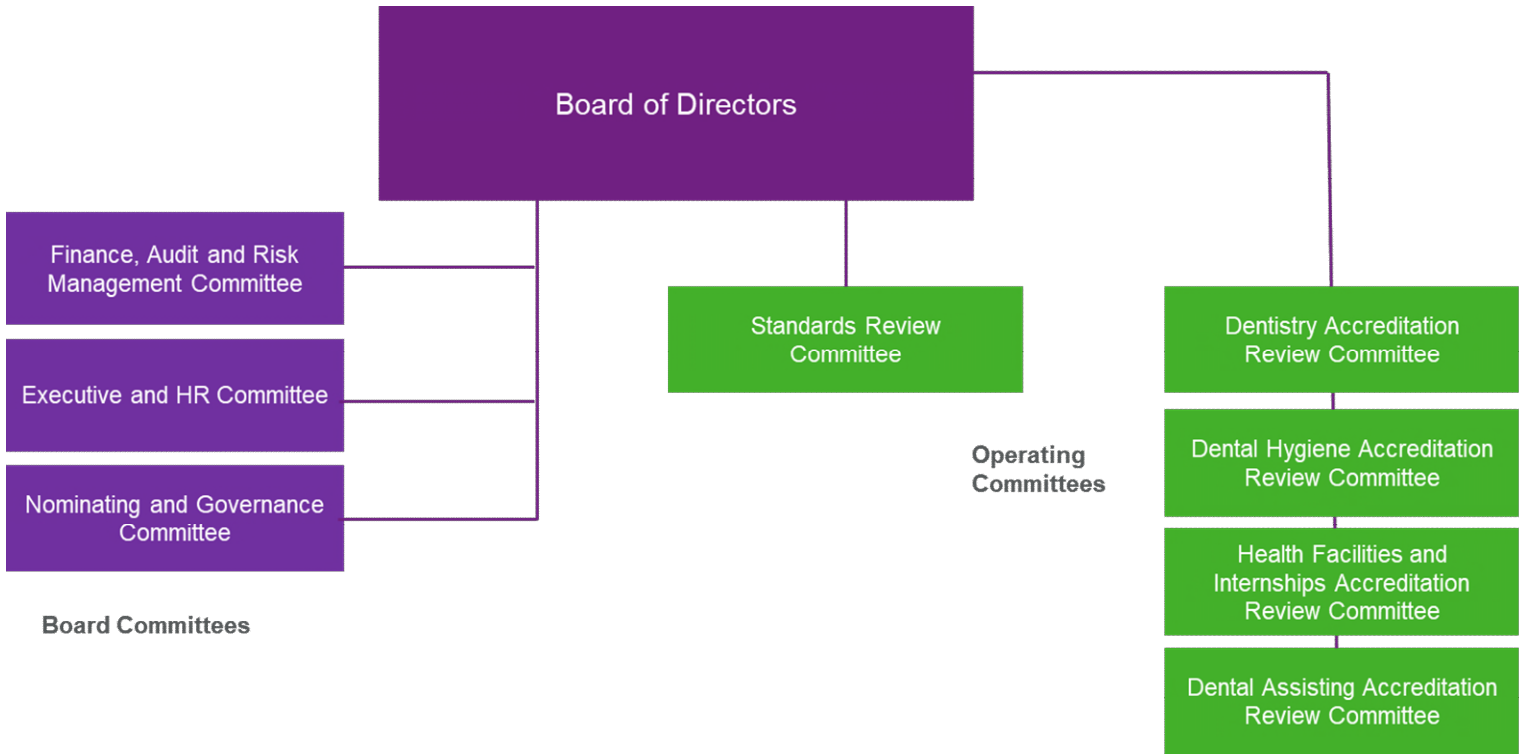 Board of Directors
Finance, Audit and Risk
Management Committee
Executive and HR Committee
Nominating and Governance
Committee
Board Committees
Standards Review
Committee
Operating
Committees
Dentistry Accreditation
Review Committee
Dental Hygiene Accreditation
Review Committee
Health Facilities and
Internships Accreditation
Review Committee
Dental Assisting Accreditation
Review Committee